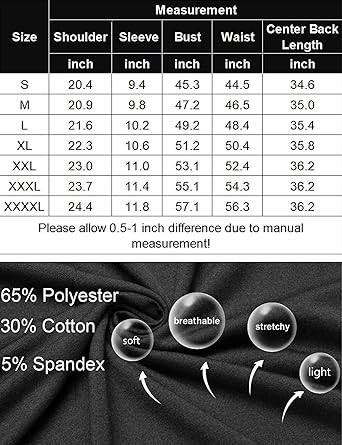 Measurement
Size Shoulder Sleeve Bust Waist Center Back Length
inch inch inch inch inch
S 20.4 9.4 45.3 44.5 34.6
M 20.9 9.8 47.2 46.5 35.0
L 21.6 10.2 49.2 48.4 35.4
XL 22.3 10.6 51.2 50.4 35.8
XXL 23.0 11.0 53.1 52.4 36.2
XXXL 23.7 11.4 55.1 54.3 36.2
XXXXL 24.4 11.8 57.1 56.3 36.2
Please allow 0.5-1 inch difference due to manual
measurement!
65% Polyester
30% Cotton
5% Spandex
soft
breathable
stretchy
light